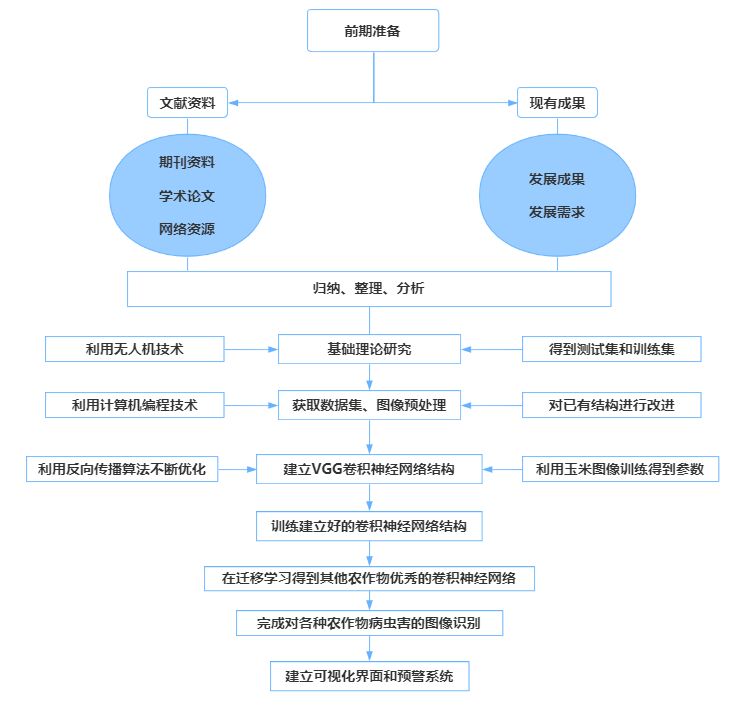 前期准备
文献资料
现有成果
期刊资料
学术论文
网络资源
发展成果
发展需求
归纳、整理、分析
利用无人机技术
基础理论研究
得到测试集和训练集
利用计算机编程技术
获取数据集、图像预处理
对已有结构进行改进
利用反向传播算法不断优化
建立VGG卷积神经网络结构
利用玉米图像训练得到参数
训练建立好的卷积神经网络结构
在迁移学习得到其他农作物优秀的卷积神经网络
完成对各种农作物病虫害的图像识别
建立可视化界面和预警系统